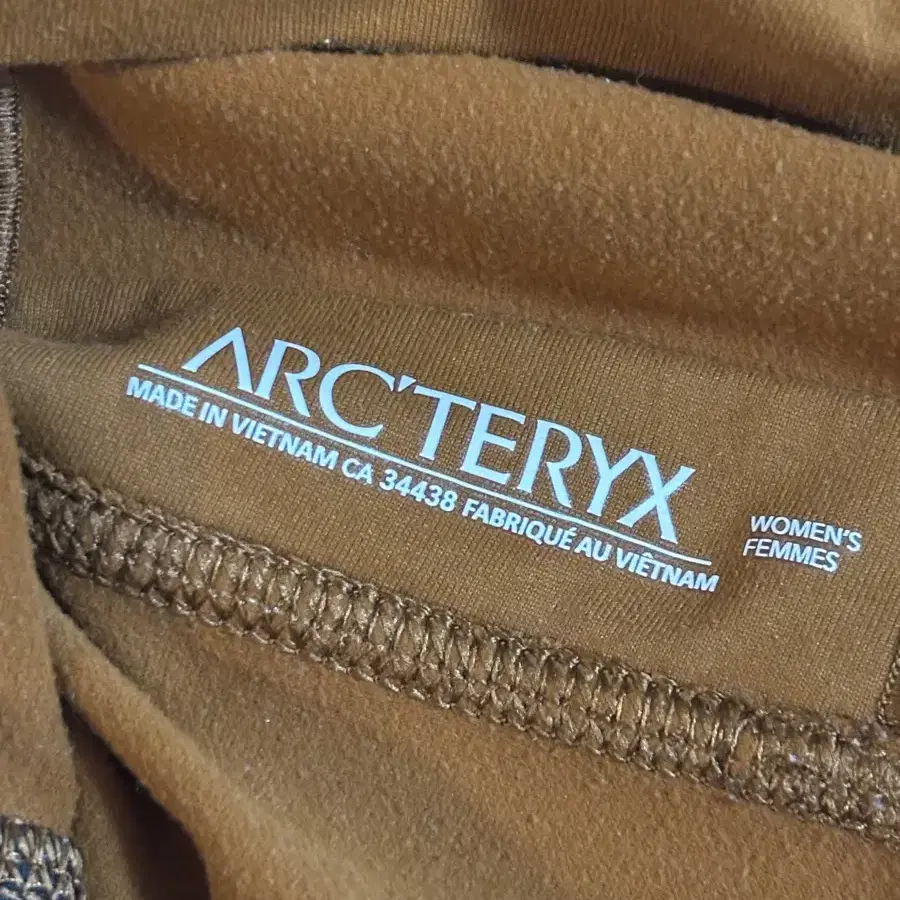 ARC'TERYX
MADE IN VIETNAM CA 34438 FABRIQUÉ AU VIÊTNAM
WOMEN'S
FEMMES